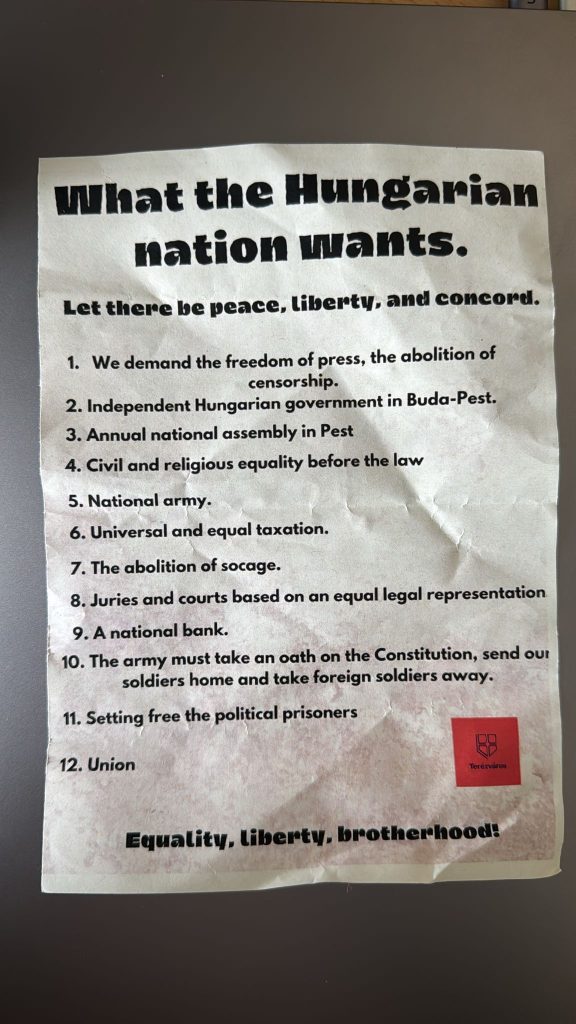 What the Hungarian
nation wants.
Let there be peace, liberty, and concord.
1. We demand the freedom of press, the abolition of
censorship.
2. Independent Hungarian government in Buda-Pest.
3. Annual national assembly in Pest
4. Civil and religious equality before the law
5. National army.
6. Universal and equal taxation.
7. The abolition of socage.
8. Juries and courts based on an equal legal representation
9. A national bank.
10. The army must take an oath on the Constitution, send our
soldiers home and take foreign soldiers away.
11. Setting free the political prisoners
12. Union
Terézváros
Equality, liberty, brotherhood!